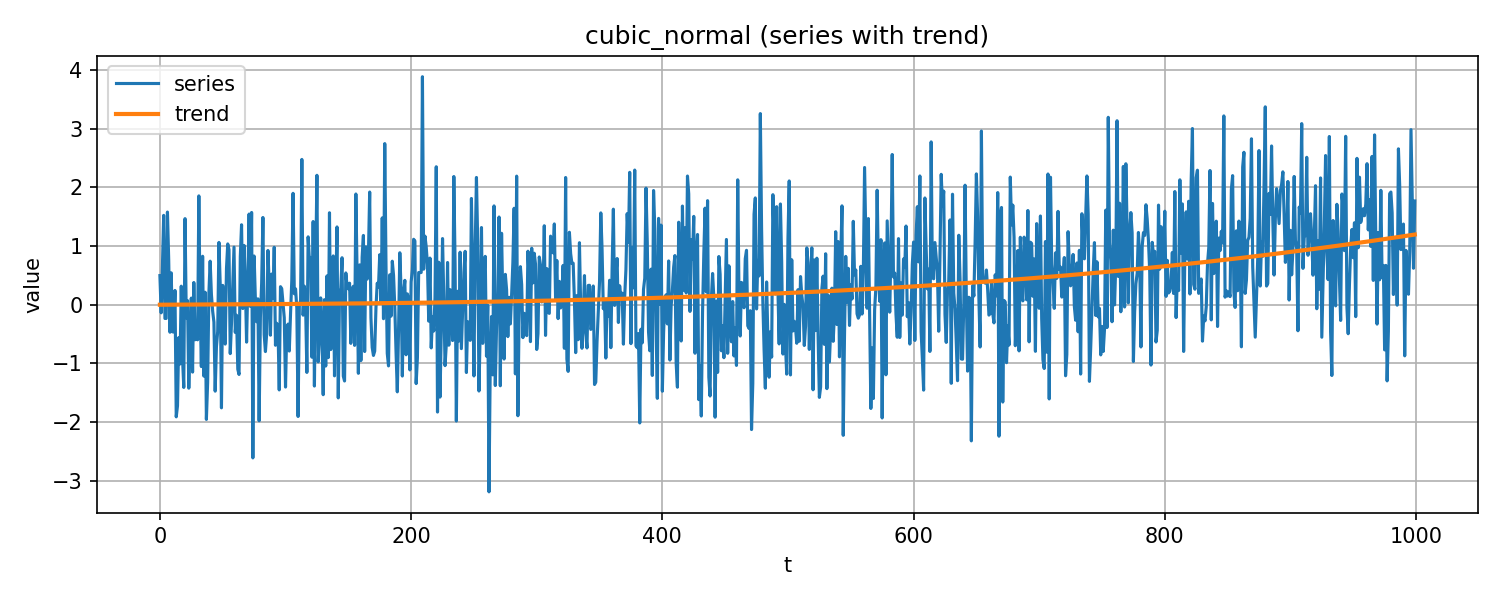 cubic_normal (series with trend)
series
trend
value
4
3
2
1
0
−1
−2
−3
0
200
400
600
800
1000
t